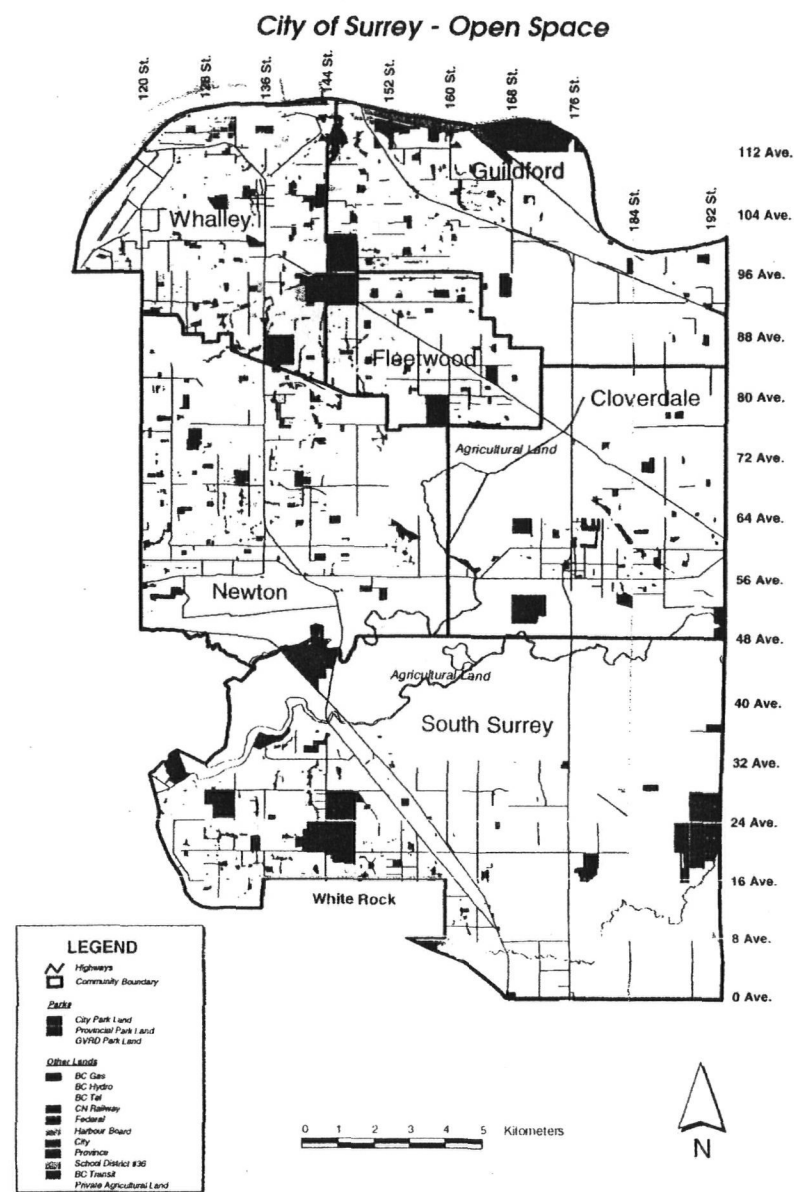 City of Surrey - Open Space
120 St.
128 St.
136 St.
144 St.
152 St.
160 St.
168 St.
176 St.
112 Ave.
Guildford
184 St.
192 St.
104 Ave.
Whalley
96 Ave.
88 Ave.
Fleetwood
80 Ave.
Cloverdale
Agricultural Land
72 Ave.
64 Ave.
56 Ave.
Newton
48 Ave.
Agricultural Land
40 Ave.
South Surrey
32 Ave.
24 Ave.
16 Ave.
White Rock
8 Ave.
0 Ave.
LEGEND
Highways
Community Boundary
Parks
City Park Land
Provincial Park Land
GVRD Park Land
Other Lands
BC Gas
BC Hydro
BC Tel
CN Railway
Federal
Harbour Board
City
Province
School District #36
BC Transit
Private Agricultural Land
0 1 2 3 4 5 Kilometers
N